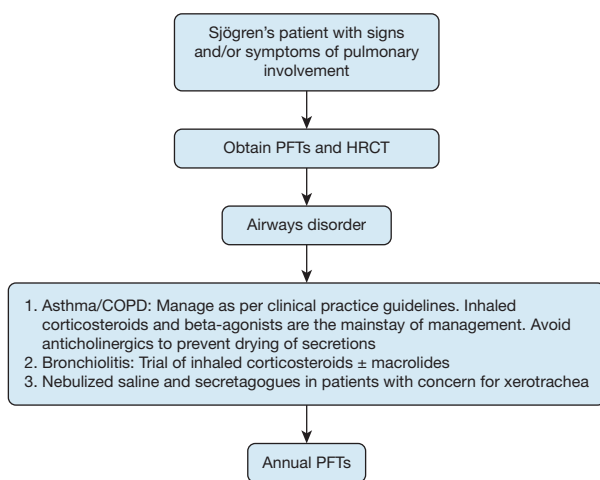 Sjögren's patient with signs
and/or symptoms of pulmonary
involvement
Obtain PFTs and HRCT
Airways disorder
1. Asthma/COPD: Manage as per clinical practice guidelines. Inhaled
corticosteroids and beta-agonists are the mainstay of management. Avoid
anticholinergics to prevent drying of secretions
2. Bronchiolitis: Trial of inhaled corticosteroids ± macrolides
3. Nebulized saline and secretagogues in patients with concern for xerotrachea
Annual PFTs